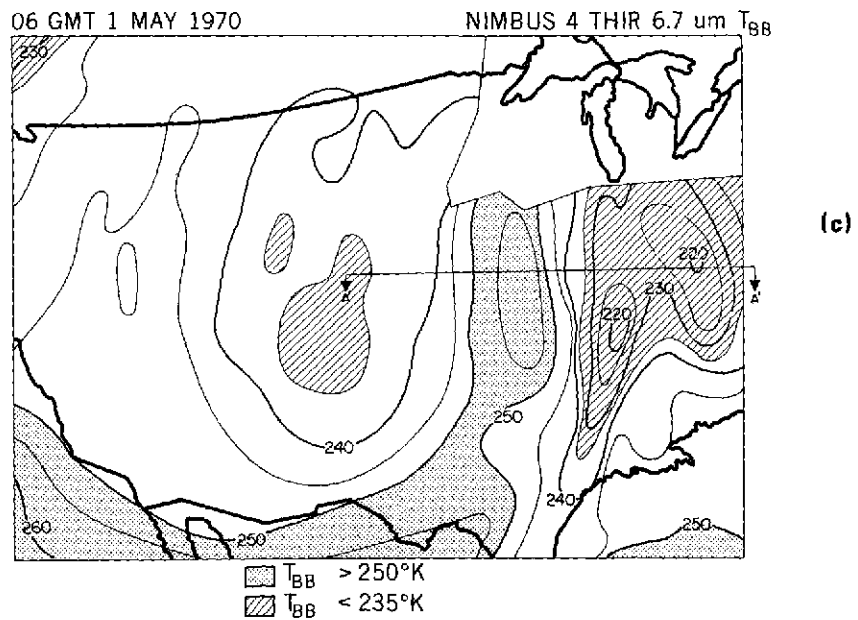 06 GMT 1 MAY 1970
NIMBUS 4 THIR 6.7 um T_BB
230
(c)
220
A
230
A'
220
250
240
240
260
250
250
T_BB > 250°K
T_BB < 235°K